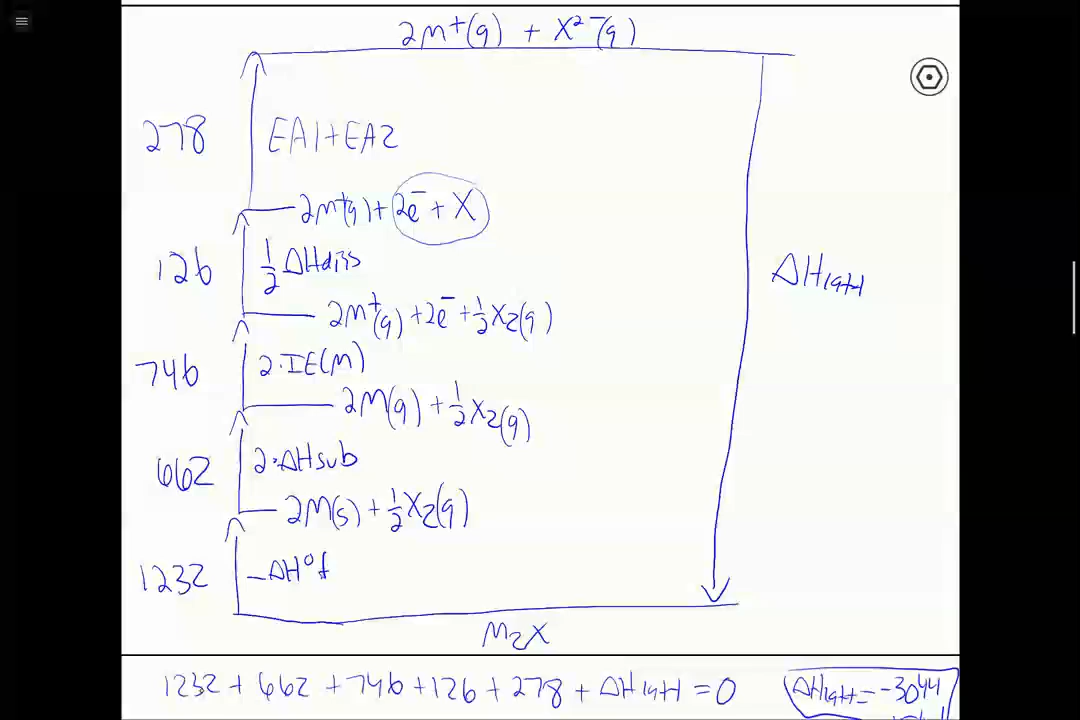 2M⁺(g) + X²⁻(g)
278 EA1+EA2
2M⁺(g) + 2e⁻ + X
126 1/2 ΔHdiss
2M⁺(g) + 2e⁻ + 1/2 X₂(g)
ΔHlatt
746 2·IE(M)
2M(g) + 1/2 X₂(g)
662 2·ΔHsub
2M(s) + 1/2 X₂(g)
1232 -ΔH°f
M₂X
1232 + 662 + 746 + 126 + 278 + ΔHlatt = 0 ΔHlatt = -3044